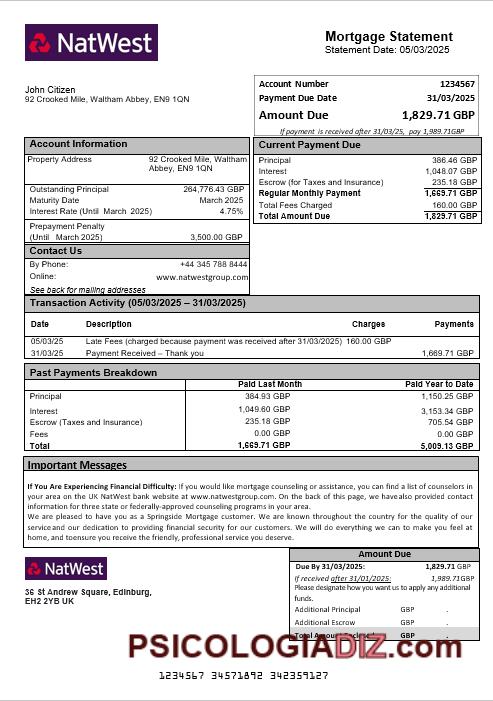 NatWest
Mortgage Statement
Statement Date: 05/03/2025
John Citizen
92 Crooked Mile, Waltham Abbey, EN9 1QN
Account Number 1234567
Payment Due Date 31/03/2025
Amount Due 1,829.71 GBP
If payment is received after 31/03/25, pay 1,989.71GBP
Account Information
Property Address 92 Crooked Mile, Waltham
Abbey, EN9 1QN
Outstanding Principal 264,776.43 GBP
Maturity Date March 2025
Interest Rate (Until March 2025) 4.75%
Prepayment Penalty
(Until March 2025) 3,500.00 GBP
Contact Us
By Phone: +44 345 788 8444
Online: www.natwestgroup.com
See back for mailing addresses
Current Payment Due
Principal 386.46 GBP
Interest 1,048.07 GBP
Escrow (for Taxes and Insurance) 235.18 GBP
Regular Monthly Payment 1,669.71 GBP
Total Fees Charged 160.00 GBP
Total Amount Due 1,829.71 GBP
Transaction Activity (05/03/2025 – 31/03/2025)
Date Description Charges Payments
05/03/25 Late Fees (charged because payment was received after 31/03/2025) 160.00 GBP
31/03/25 Payment Received – Thank you 1,669.71 GBP
Past Payments Breakdown
Paid Last Month Paid Year to Date
Principal 384.93 GBP 1,150.25 GBP
Interest 1,049.60 GBP 3,153.34 GBP
Escrow (Taxes and Insurance) 235.18 GBP 705.54 GBP
Fees 0.00 GBP 0.00 GBP
Total 1,669.71 GBP 5,009.13 GBP
Important Messages
If You Are Experiencing Financial Difficulty: If you would like mortgage counseling or assistance, you can find a list of counselors in
your area on the UK NatWest bank website at www.natwestgroup.com. On the back of this page, we havealso provided contact
information for three state or federally-approved counseling programs in your area.
We are pleased to have you as a Springside Mortgage customer. We are known throughout the country for the quality of our
serviceand our dedication to providing financial security for our customers. We will do everything we can to make you feel at
home, and toensure you receive the friendly, professional service you deserve.
NatWest
36 St Andrew Square, Edinburg,
EH2 2YB UK
Amount Due
Due By 31/03/2025: 1,829.71 GBP
If received after 31/01/2025: 1,989.71GBP
Please designate how you want us to apply any additional
funds.
Additional Principal GBP .
Additional Escrow GBP .
Total Amount Enclosed GBP .
PSICOLOGIADIZ.com
1234567 34571892 342359127